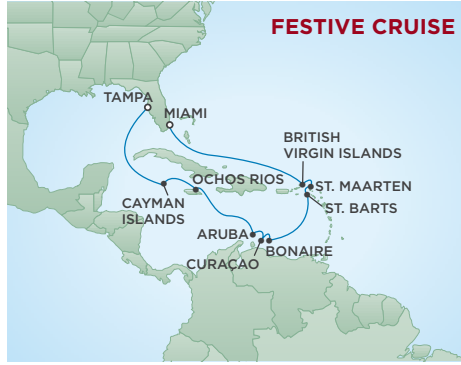 FESTIVE CRUISE
TAMPA
MIAMI
BRITISH
VIRGIN ISLANDS
OCHOS RIOS
ST. MAARTEN
CAYMAN
ISLANDS
ST. BARTS
ARUBA
BONAIRE
CURAÇAO